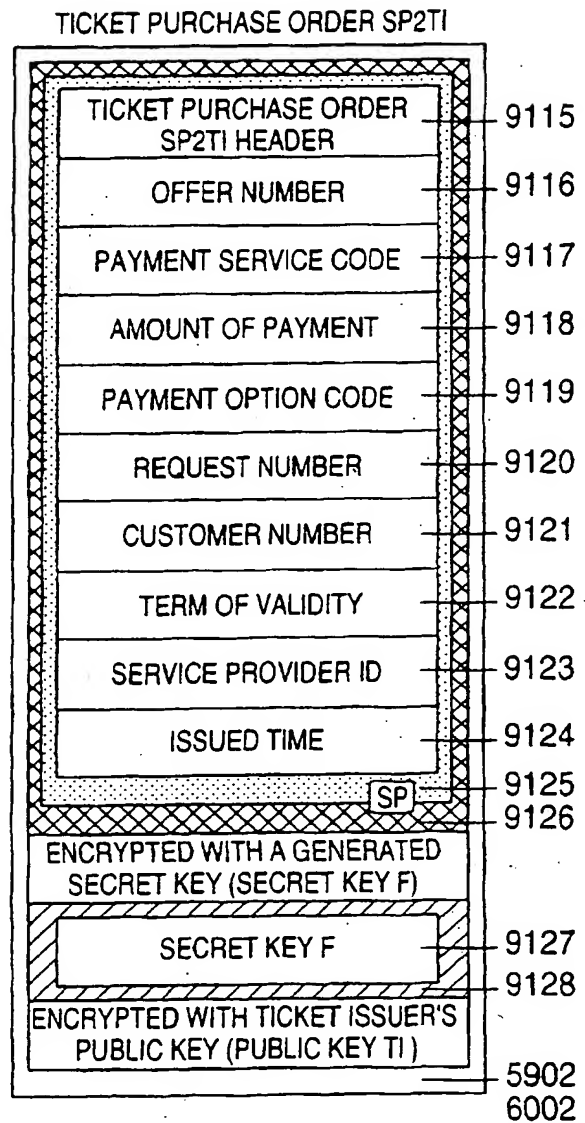 TICKET PURCHASE ORDER SP2TI
TICKET PURCHASE ORDER
SP2TI HEADER
9115
OFFER NUMBER
9116
PAYMENT SERVICE CODE
9117
AMOUNT OF PAYMENT
9118
PAYMENT OPTION CODE
9119
REQUEST NUMBER
9120
CUSTOMER NUMBER
9121
TERM OF VALIDITY
9122
SERVICE PROVIDER ID
9123
ISSUED TIME
9124
9125
SP
9126
ENCRYPTED WITH A GENERATED
SECRET KEY (SECRET KEY F)
SECRET KEY F
9127
9128
ENCRYPTED WITH TICKET ISSUER'S
PUBLIC KEY (PUBLIC KEY TI )
5902
6002